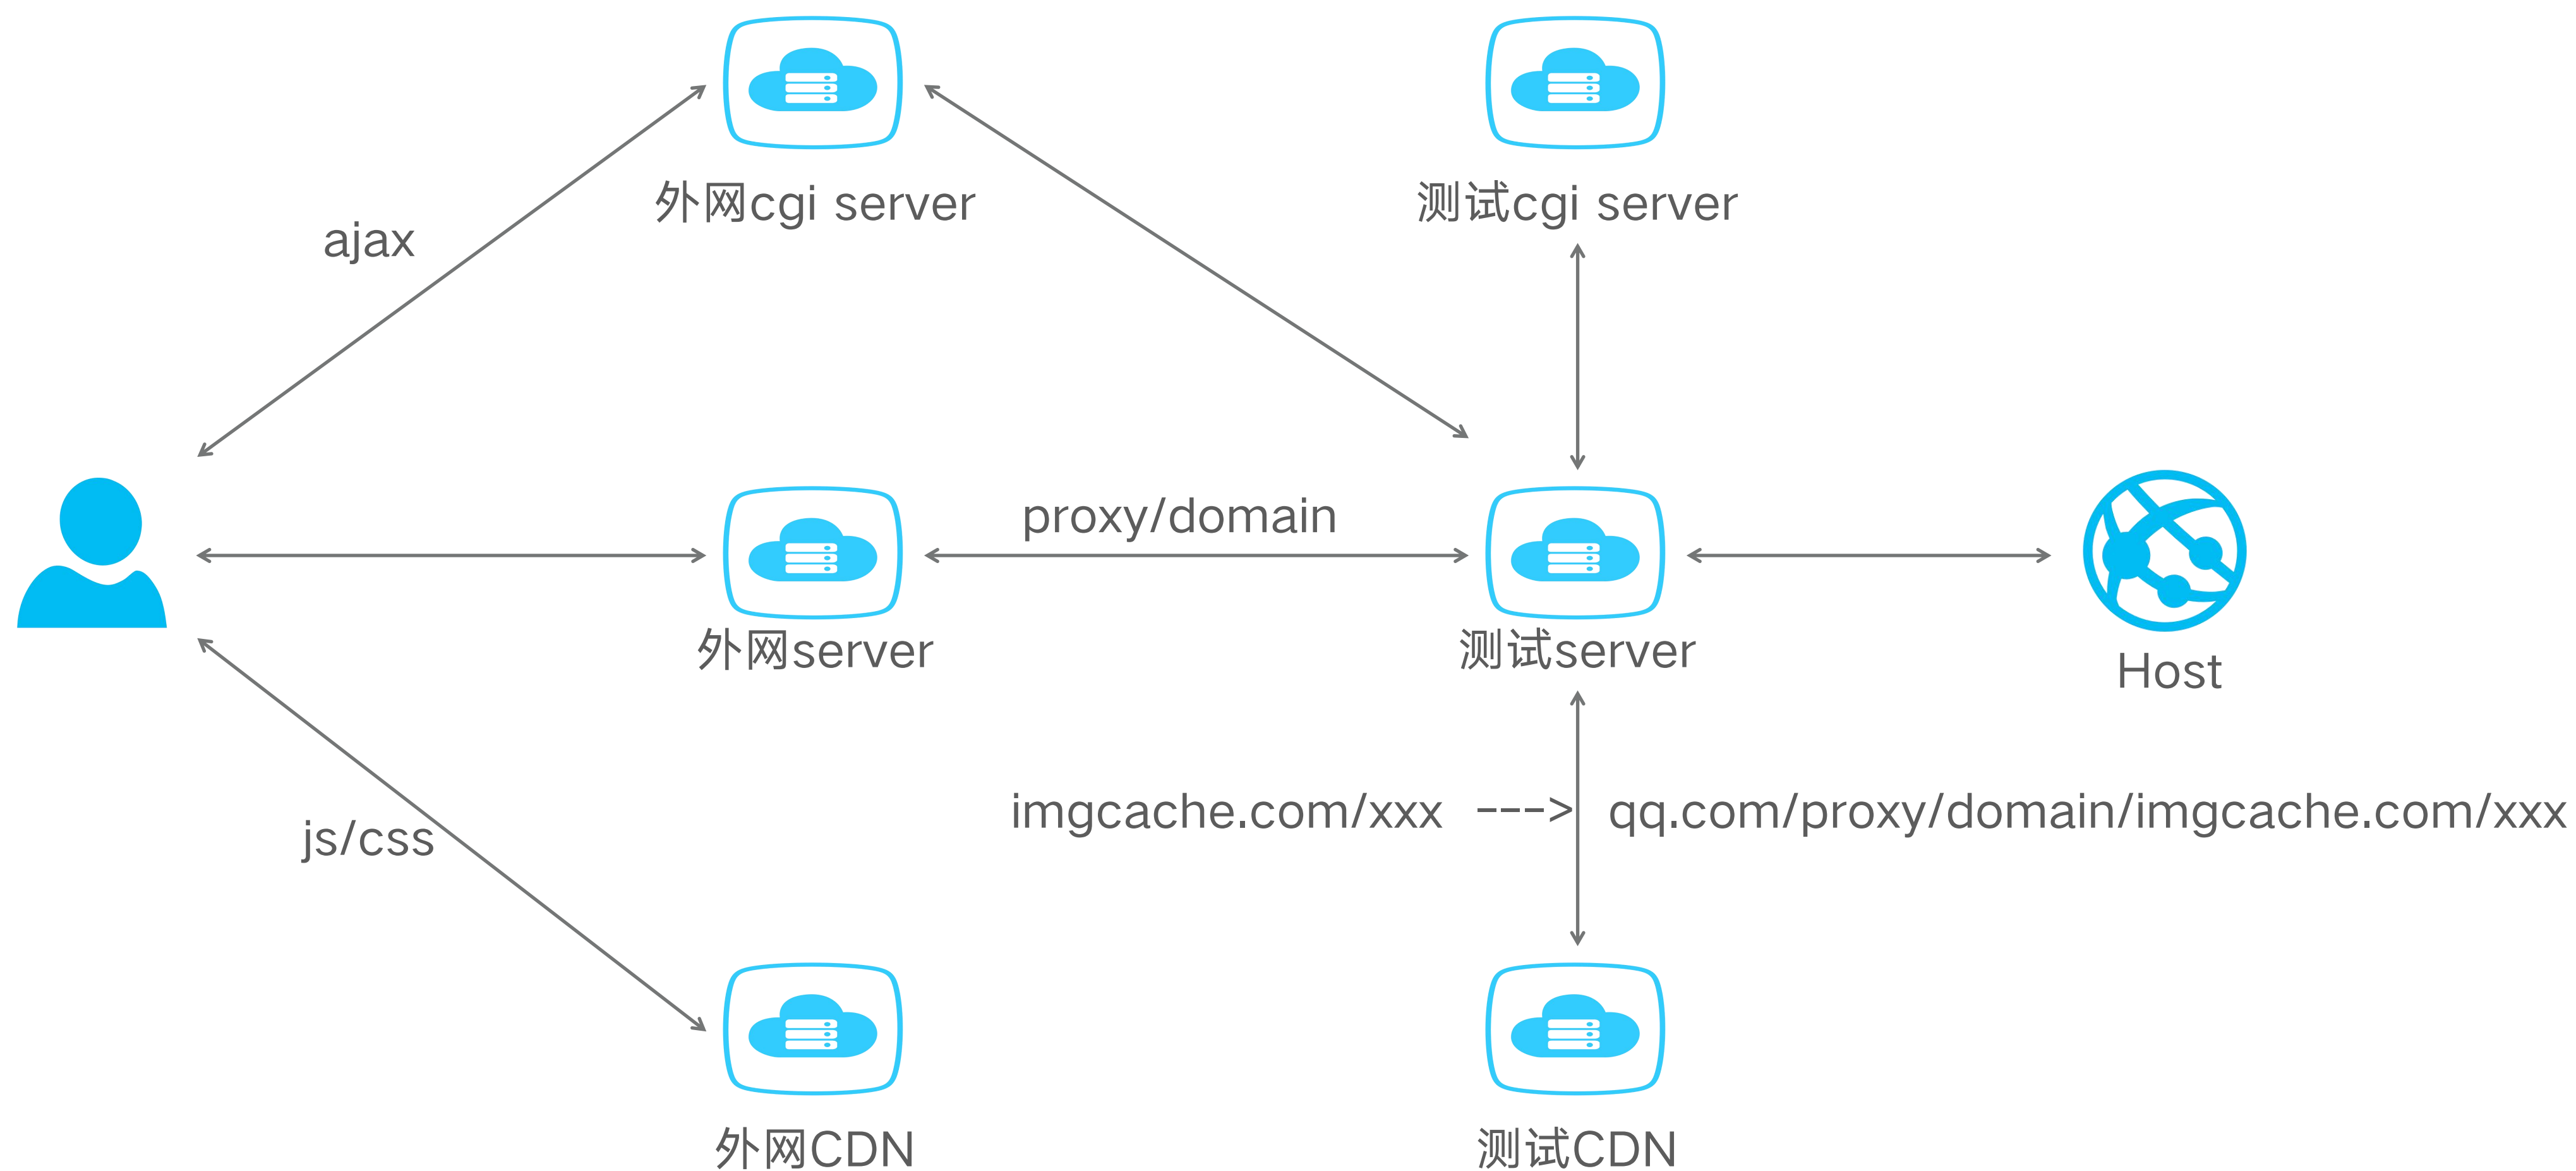 外网cgi server
测试cgi server
ajax
proxy/domain
外网server
测试server
Host
imgcache.com/xxx ---> qq.com/proxy/domain/imgcache.com/xxx
js/css
外网CDN
测试CDN